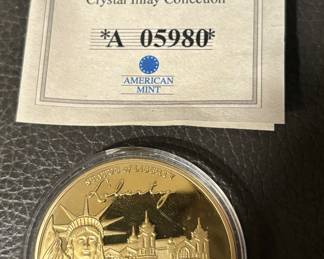 Crystal Inlay Collection
*A 05980*
AMERICAN
MINT
Liberty